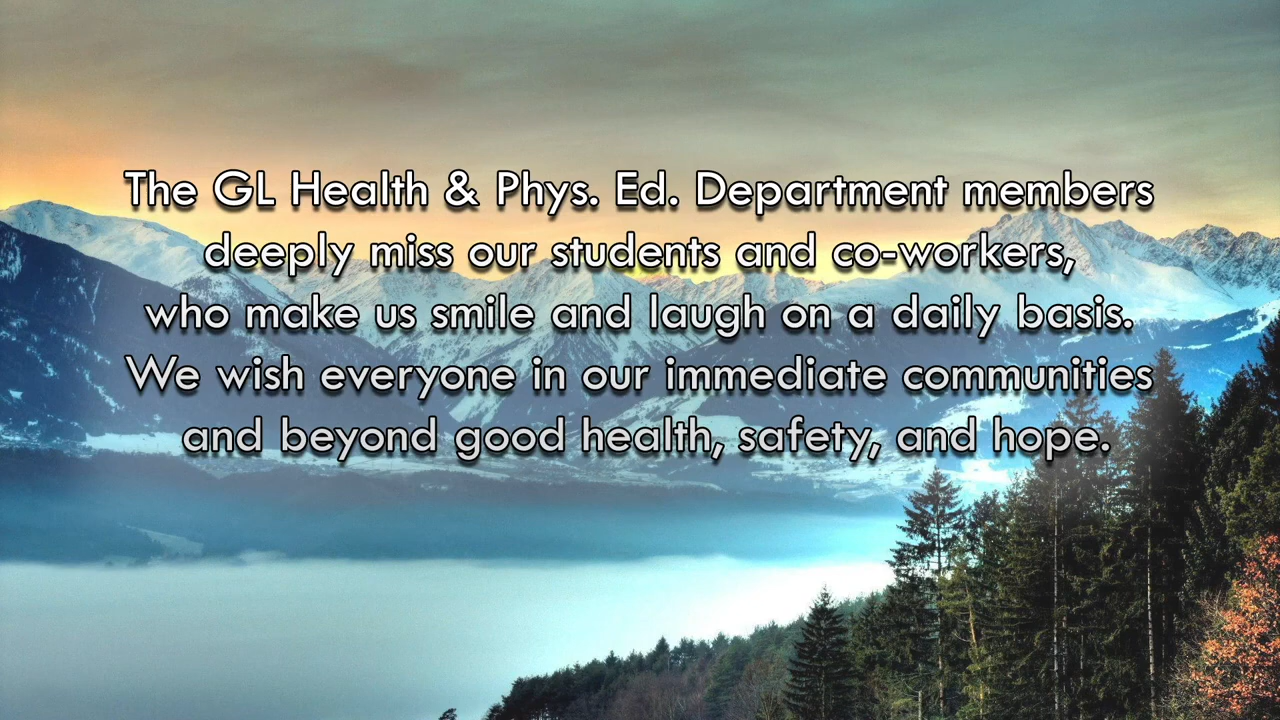 The GL Health & Phys. Ed. Department members
deeply miss our students and co-workers,
who make us smile and laugh on a daily basis.
We wish everyone in our immediate communities
and beyond good health, safety, and hope.